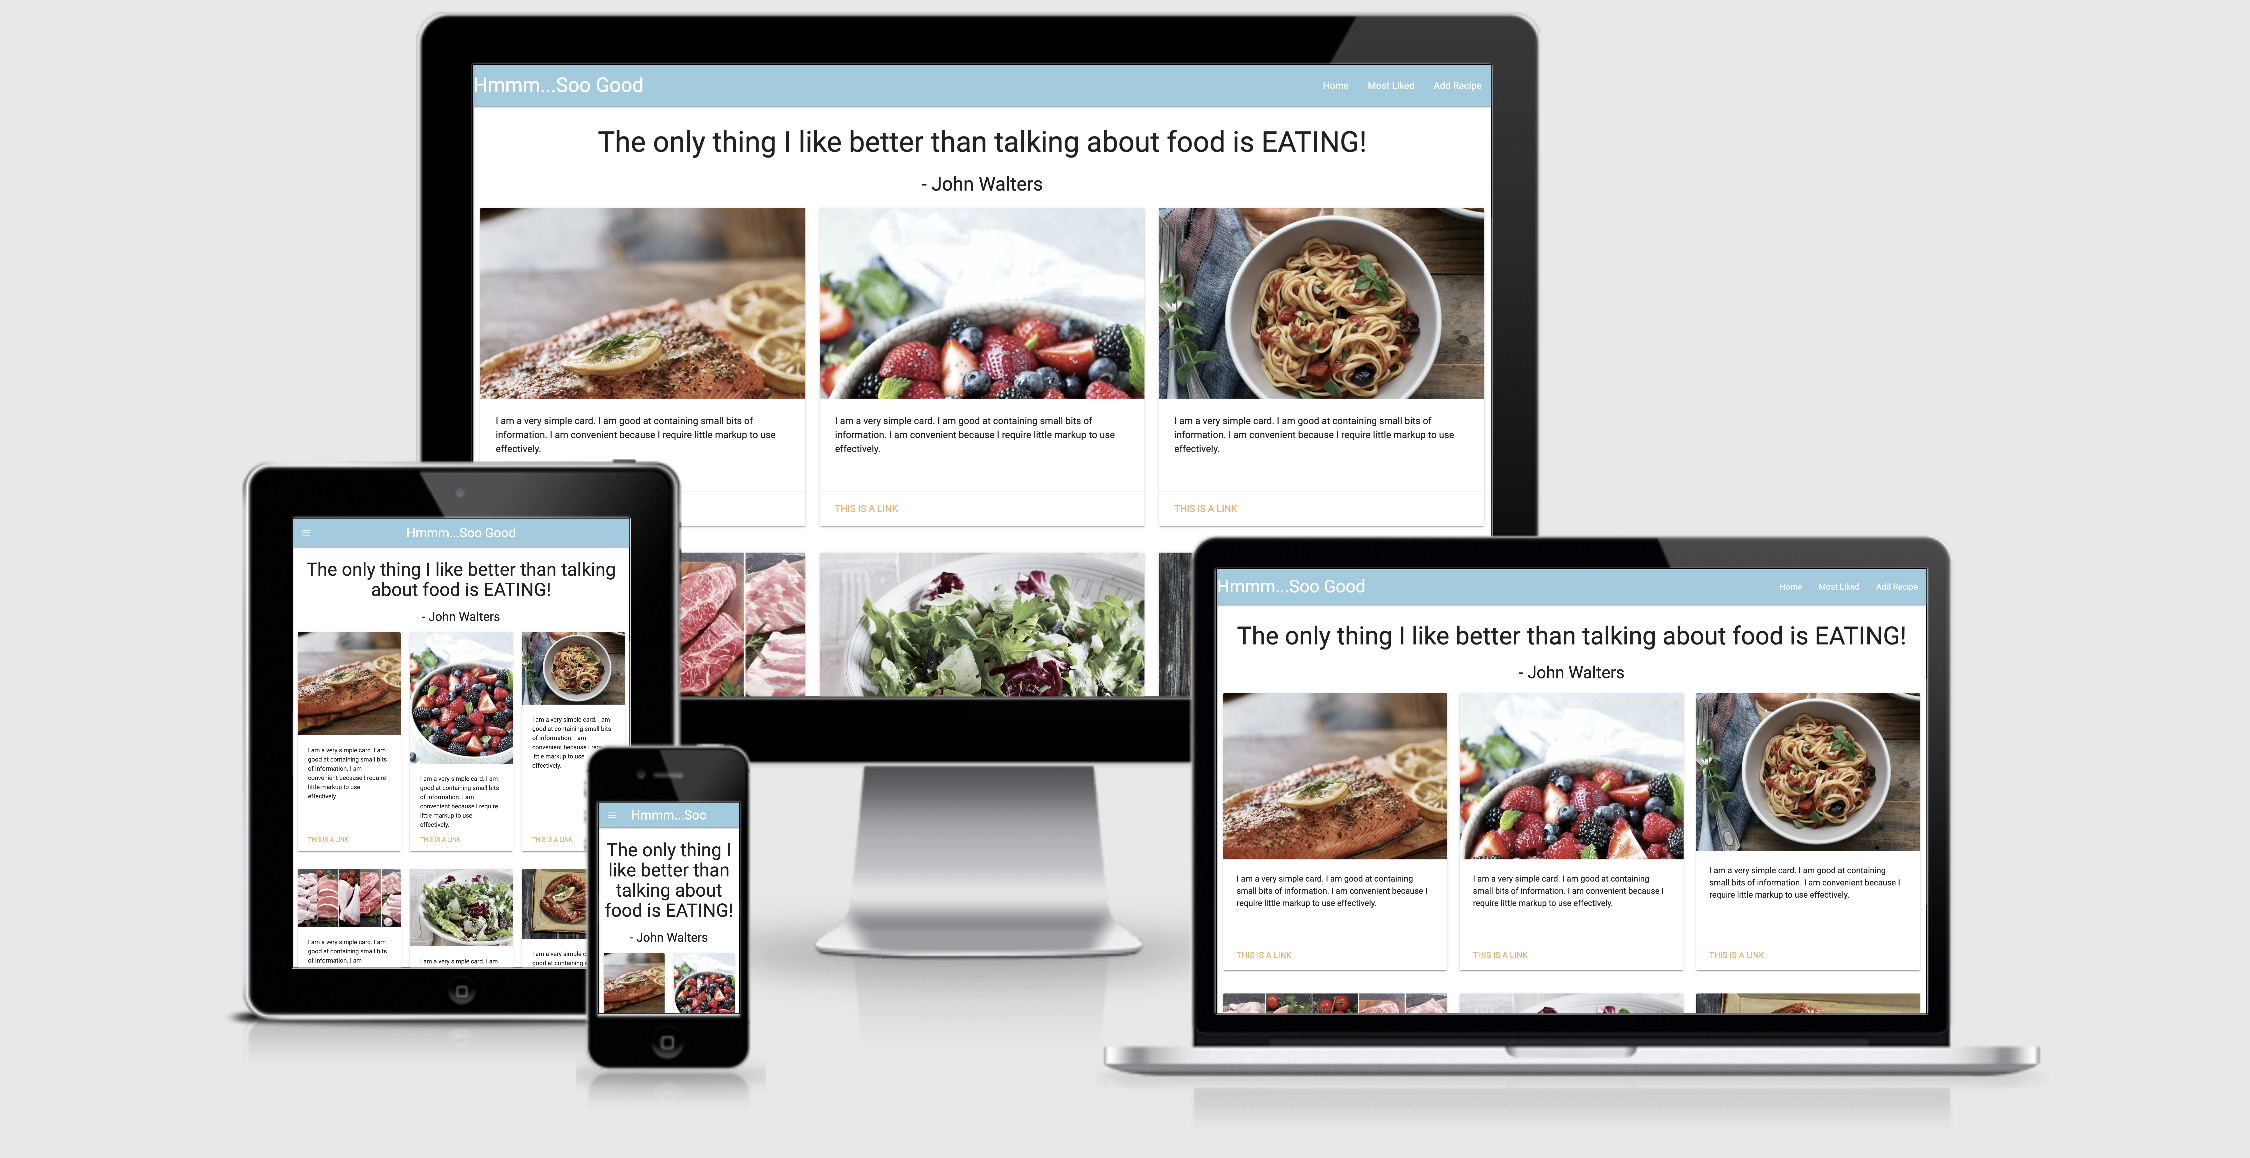 Hmmm...Soo Good
Home Most Liked Add Recipe
The only thing I like better than talking about food is EATING!
- John Walters
I am a very simple card. I am good at containing small bits of
information. I am convenient because I require little markup to use
effectively.
I am a very simple card. I am good at containing small bits of
information. I am convenient because I require little markup to use
effectively.
THIS IS A LINK
I am a very simple card. I am good at containing small bits of
information. I am convenient because I require little markup to use
effectively.
THIS IS A LINK
Hmmm...Soo Good
The only thing I like better than talking
about food is EATING!
- John Walters
I am a very simple card. I am
good at containing small bits
of information. I am
convenient because I require
little markup to use
effectively.
THIS IS A LINK
I am a very simple card. I am
good at containing small bits
of information. I am
convenient because I require
little markup to use
effectively.
THIS IS A LINK
I am a very simple card. I am
good at containing small bits
of information. I am
convenient because I
little markup to use
effectively.
THIS IS A LINK
I am a very simple card. I am
good at containing small bits
of information. I am
I am a very simple card. I am
I am a very simple
good at containing
Hmmm...Soo
The only thing I
like better than
talking about
food is EATING!
- John Walters
Hmmm...Soo Good
Home Most Liked Add Recipe
The only thing I like better than talking about food is EATING!
- John Walters
I am a very simple card. I am good at containing
small bits of information. I am convenient because I
require little markup to use effectively.
THIS IS A LINK
I am a very simple card. I am good at containing
small bits of information. I am convenient because I
require little markup to use effectively.
THIS IS A LINK
I am a very simple card. I am good at containing
small bits of information. I am convenient because I
require little markup to use effectively.
THIS IS A LINK